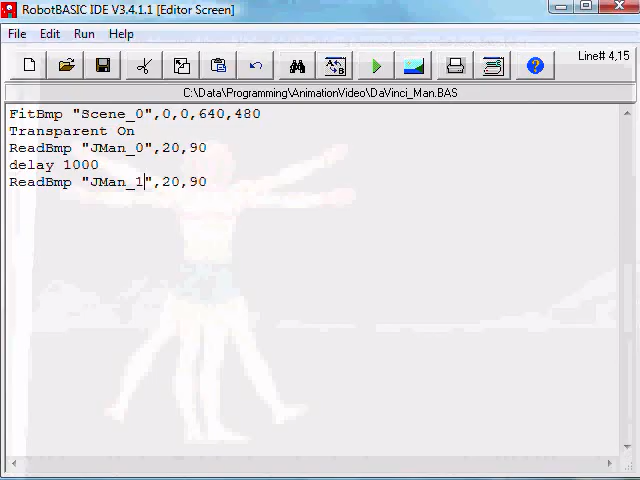 RobotBASIC IDE V3.4.1.1 [Editor Screen]
File Edit Run Help
Line# 4,15
C:\Data\Programming\AnimationVideo\DaVinci_Man.BAS
FitBmp "Scene_0",0,0,640,480
Transparent On
ReadBmp "JMan_0",20,90
delay 1000
ReadBmp "JMan_1",20,90